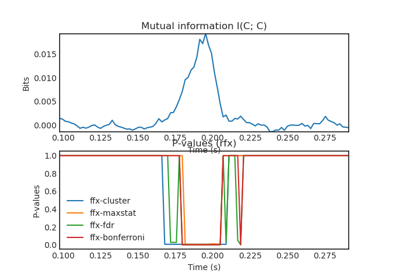 Mutual information I(C; C)
Bits
0.015
0.010
0.005
0.000
0.100 0.125 0.150 0.175 0.200 0.225 0.250 0.275
Time (s)
P-values (rfx)
P-values
1.0
0.8
0.6
0.4
0.2
0.0
ffx-cluster
ffx-maxstat
ffx-fdr
ffx-bonferroni
0.100 0.125 0.150 0.175 0.200 0.225 0.250 0.275
Time (s)